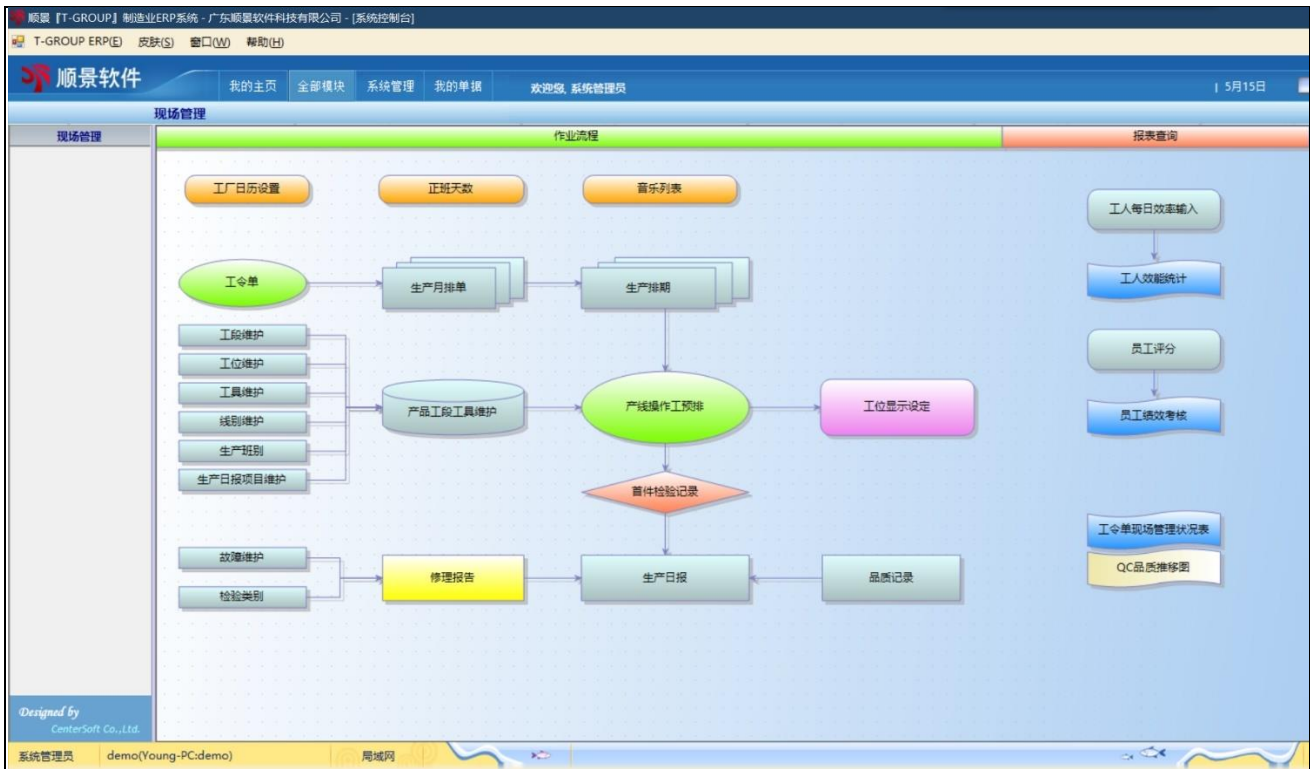 顺景『T-GROUP』制造业ERP系统 - 广东顺景软件科技有限公司 - [系统控制台]
T-GROUP ERP(E) 皮肤(S) 窗口(W) 帮助(H)
顺景软件 我的主页 全部模块 系统管理 我的单据 欢迎您, 系统管理员 | 5月15日
现场管理
现场管理 作业流程 报表查询
工厂日历设置 正班天数 音乐列表
工人每日效率输入
工令单 生产月排单 生产排期
工人效能统计
工段维护
工位维护
工具维护
线别维护
生产班别
生产日报项目维护
产品工段工具维护 产线操作工预排 工位显示设定
员工评分
员工绩效考核
首件检验记录
工令单现场管理状况表
QC品质推移图
故障维护
检验类别
修理报告 生产日报 品质记录
Designed by
CenterSoft Co.,Ltd.
系统管理员 demo(Young-PC:demo) 局域网